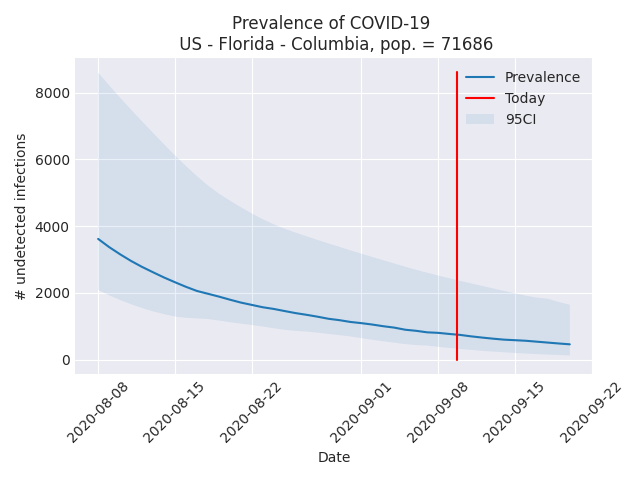 Prevalence of COVID-19
US - Florida - Columbia, pop. = 71686
Prevalence
Today
95CI
8000
6000
4000
2000
0
# undetected infections
2020-08-08
2020-08-15
2020-08-22
2020-09-01
2020-09-08
2020-09-15
2020-09-22
Date